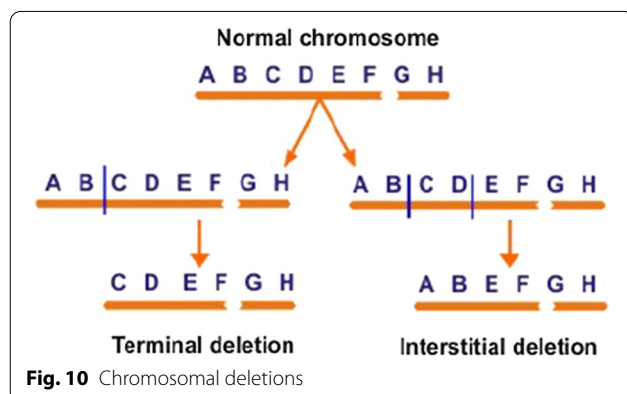 Normal chromosome
A B C D E F G H
A B C D E F G H
A B C D E F G H
C D E F G H
A B E F G H
Terminal deletion
Interstitial deletion
Fig. 10 Chromosomal deletions